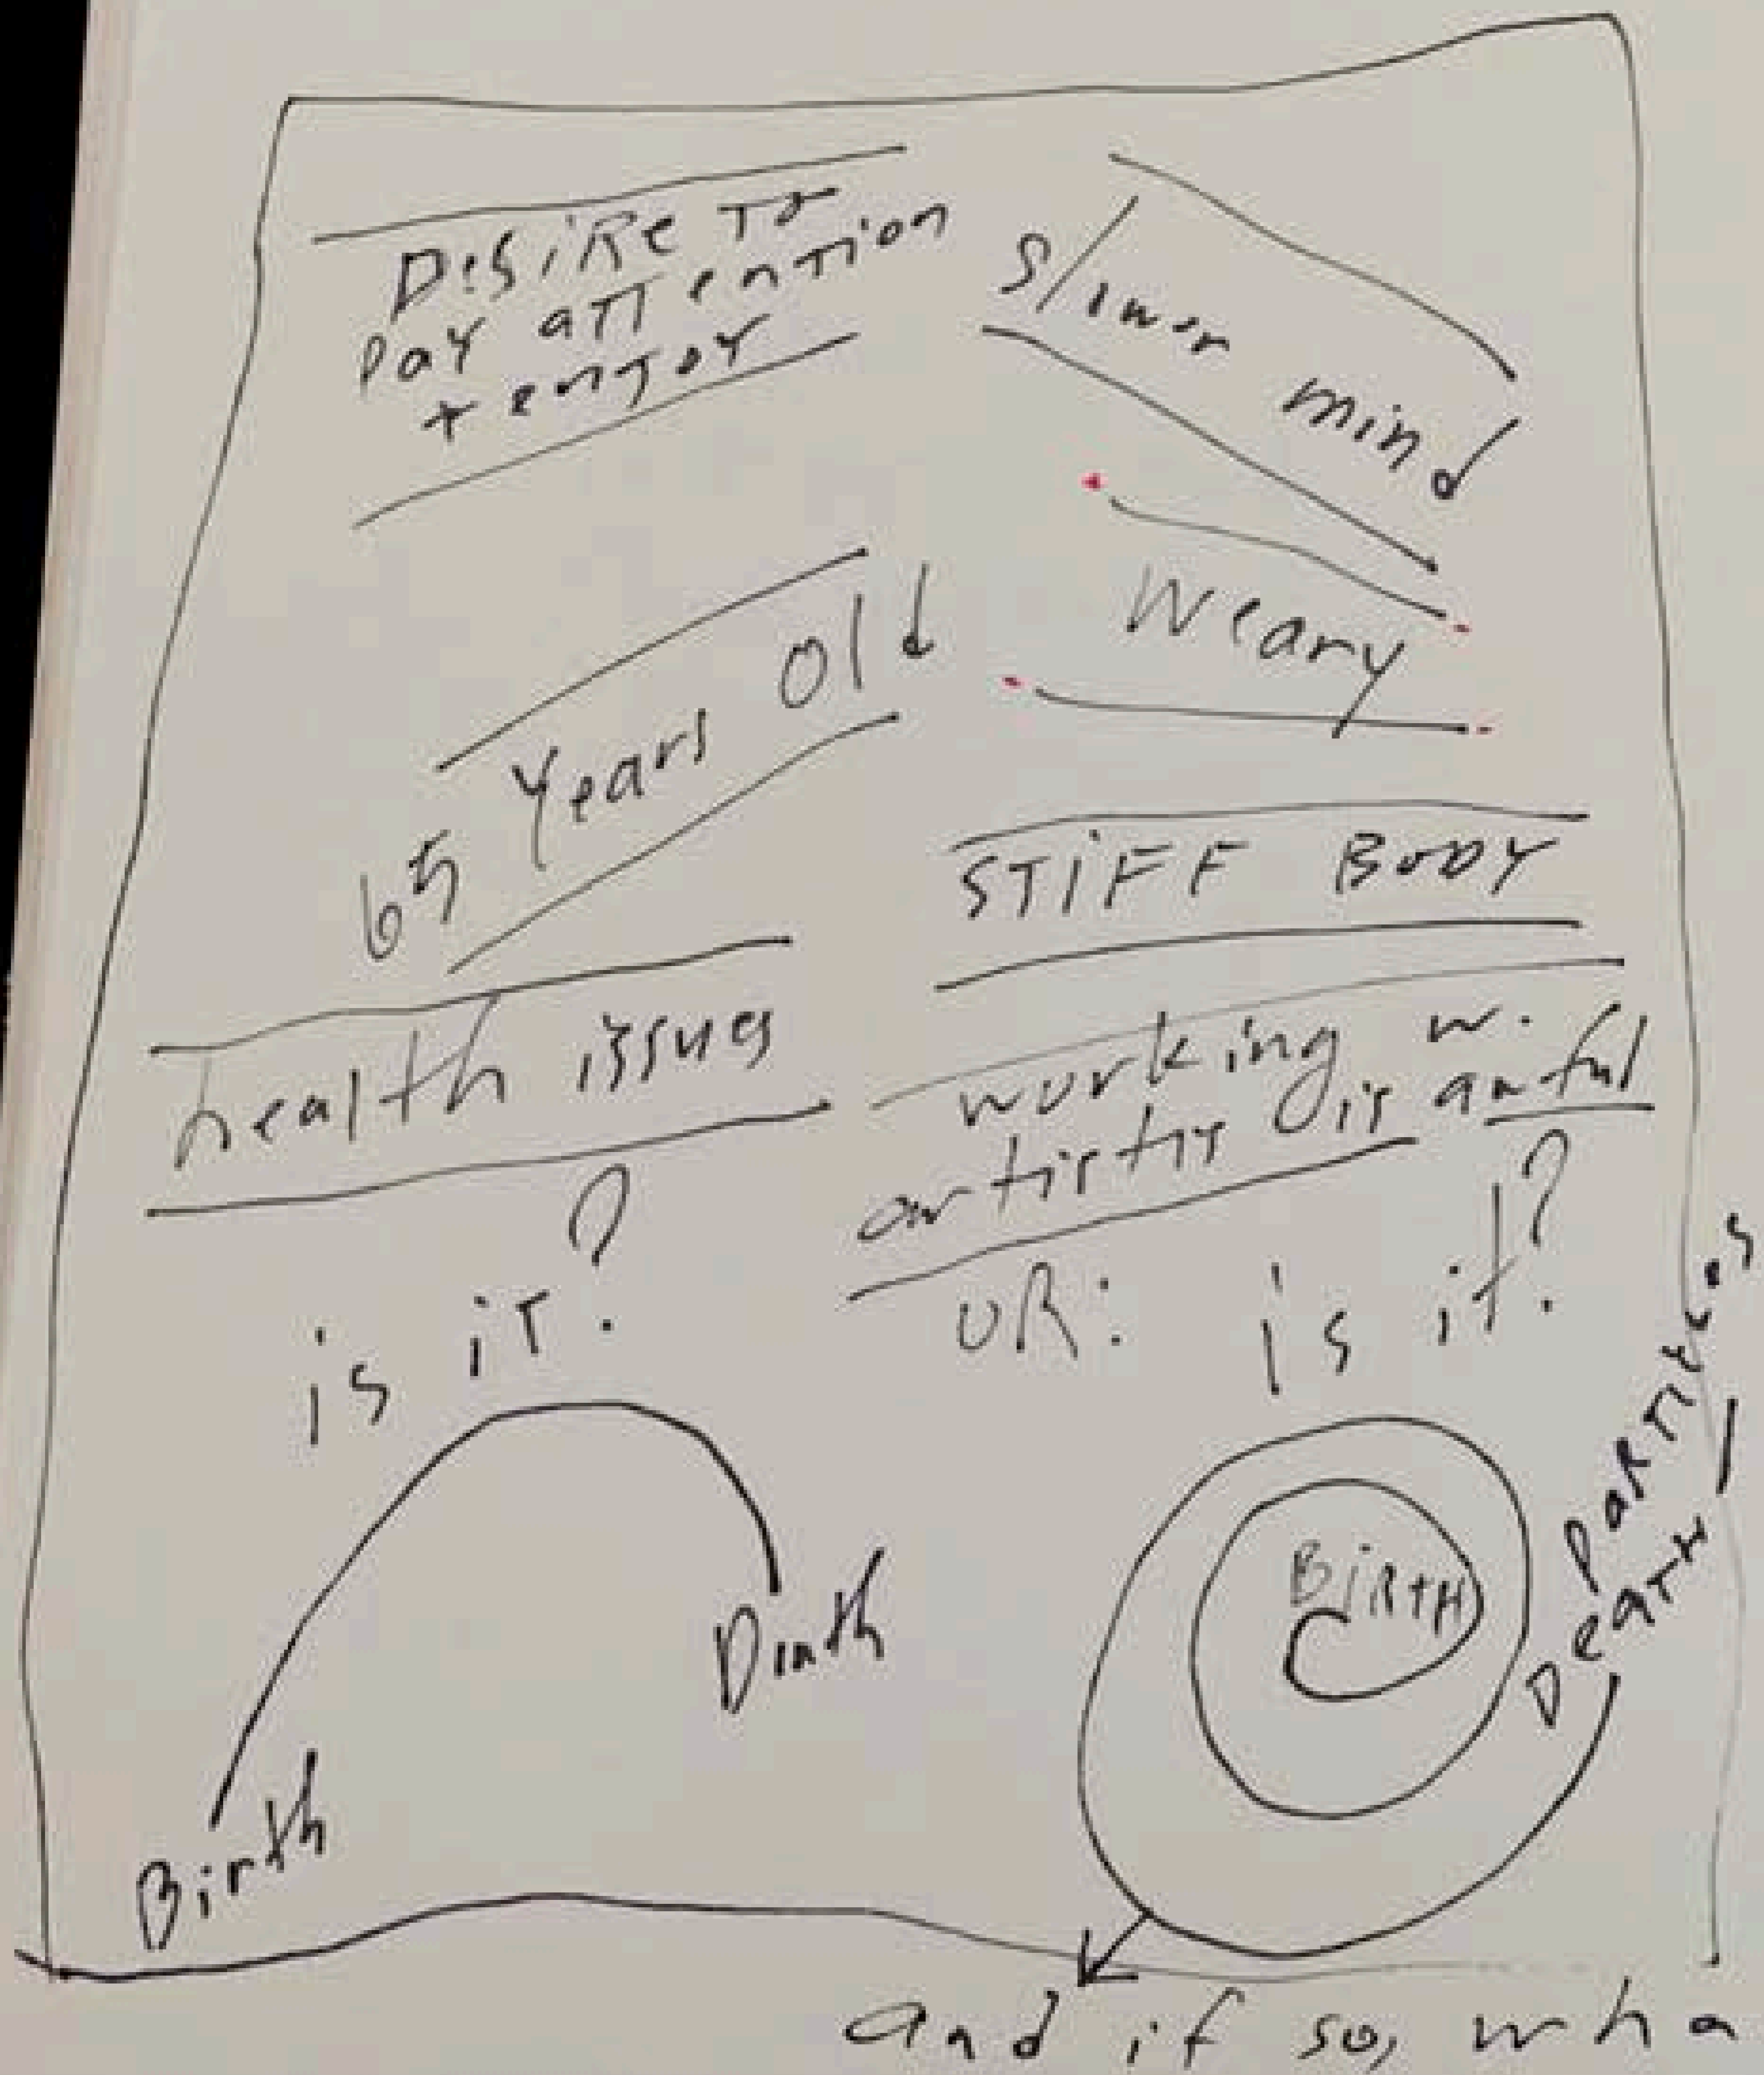 Desire to
pay attention
+ enjoy
Slower mind
Weary
65 Years Old
STIFF BODY
health issues
working w.
artists is awful
is it?
OR: is it?
Birth
Death
BIRTH
Death
and if so, wha